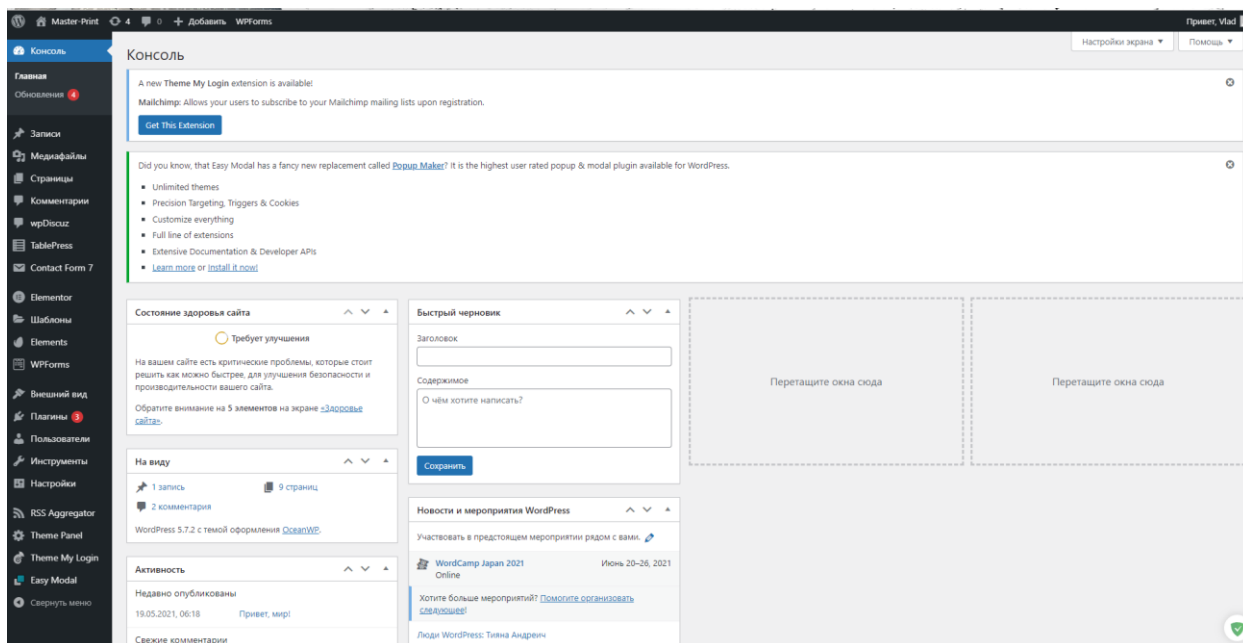 Master-Print 4 0 Добавить WPForms
Привет, Vlad
Настройки экрана
Помощь
Консоль
Главная
Обновления 4
Записи
Медиафайлы
Страницы
Комментарии
wpDiscuz
TablePress
Contact Form 7
Elementor
Шаблоны
Elements
WPForms
Внешний вид
Плагины 3
Пользователи
Инструменты
Настройки
RSS Aggregator
Theme Panel
Theme My Login
Easy Modal
Свернуть меню
Консоль
A new Theme My Login extension is available!
Mailchimp: Allows your users to subscribe to your Mailchimp mailing lists upon registration.
Get This Extension
Did you know, that Easy Modal has a fancy new replacement called Popup Maker? It is the highest user rated popup & modal plugin available for WordPress.
Unlimited themes
Precision Targeting, Triggers & Cookies
Customize everything
Full line of extensions
Extensive Documentation & Developer APIs
Learn more or Install it now!
Состояние здоровья сайта
Требует улучшения
На вашем сайте есть критические проблемы, которые стоит
решить как можно быстрее, для улучшения безопасности и
производительности вашего сайта.
Обратите внимание на 5 элементов на экране «Здоровье
сайта».
На виду
1 запись
9 страниц
2 комментария
WordPress 5.7.2 с темой оформления OceanWP.
Активность
Недавно опубликованы
19.05.2021, 06:18 Привет, мир!
Свежие комментарии
Быстрый черновик
Заголовок
Содержимое
О чём хотите написать?
Сохранить
Новости и мероприятия WordPress
Участвовать в предстоящем мероприятии рядом с вами.
WordCamp Japan 2021 Июнь 20–26, 2021
Online
Хотите больше мероприятий? Помогите организовать
следующее!
Люди WordPress: Тияна Андреич
Перетащите окна сюда
Перетащите окна сюда